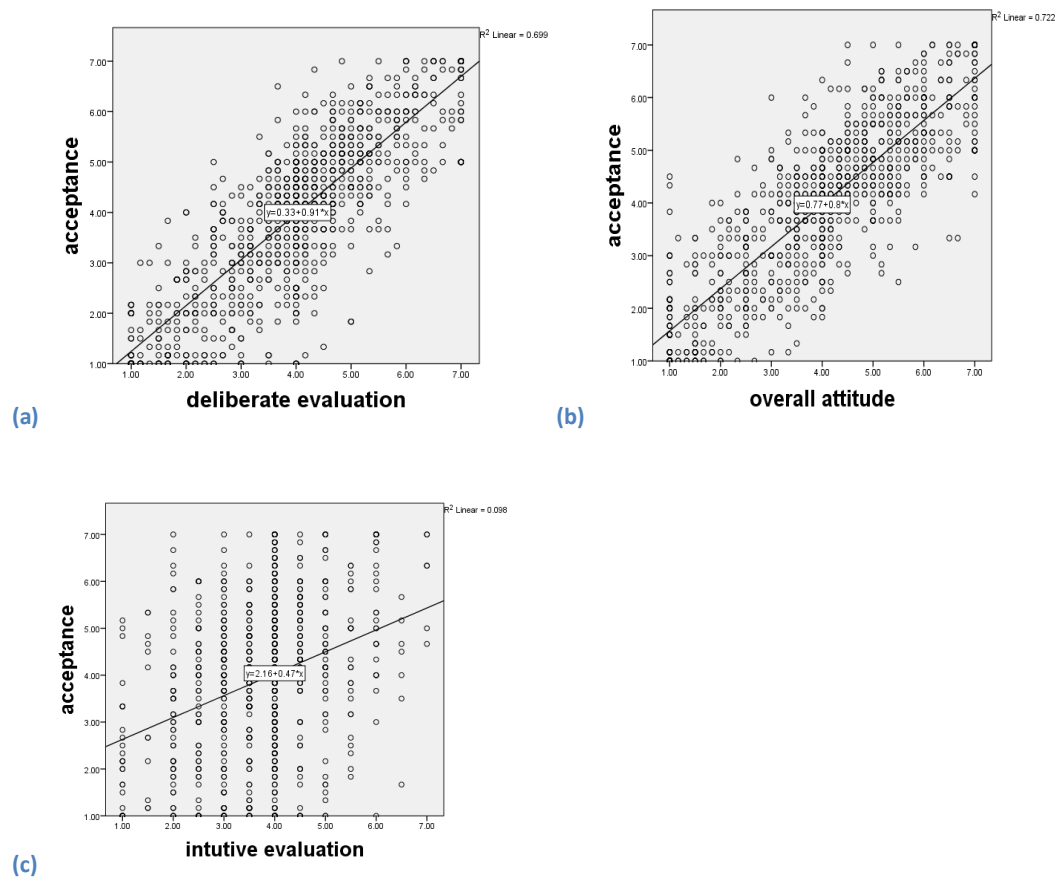 R² Linear = 0.699
7.00
6.00
5.00
4.00
3.00
2.00
1.00
acceptance
y=0.33+0.91*x
1.00 2.00 3.00 4.00 5.00 6.00 7.00
deliberate evaluation
(a)
R² Linear = 0.722
7.00
6.00
5.00
4.00
3.00
2.00
1.00
acceptance
y=0.77+0.8*x
1.00 2.00 3.00 4.00 5.00 6.00 7.00
overall attitude
(b)
R² Linear = 0.098
7.00
6.00
5.00
4.00
3.00
2.00
1.00
acceptance
y=2.16+0.47*x
1.00 2.00 3.00 4.00 5.00 6.00 7.00
intutive evaluation
(c)